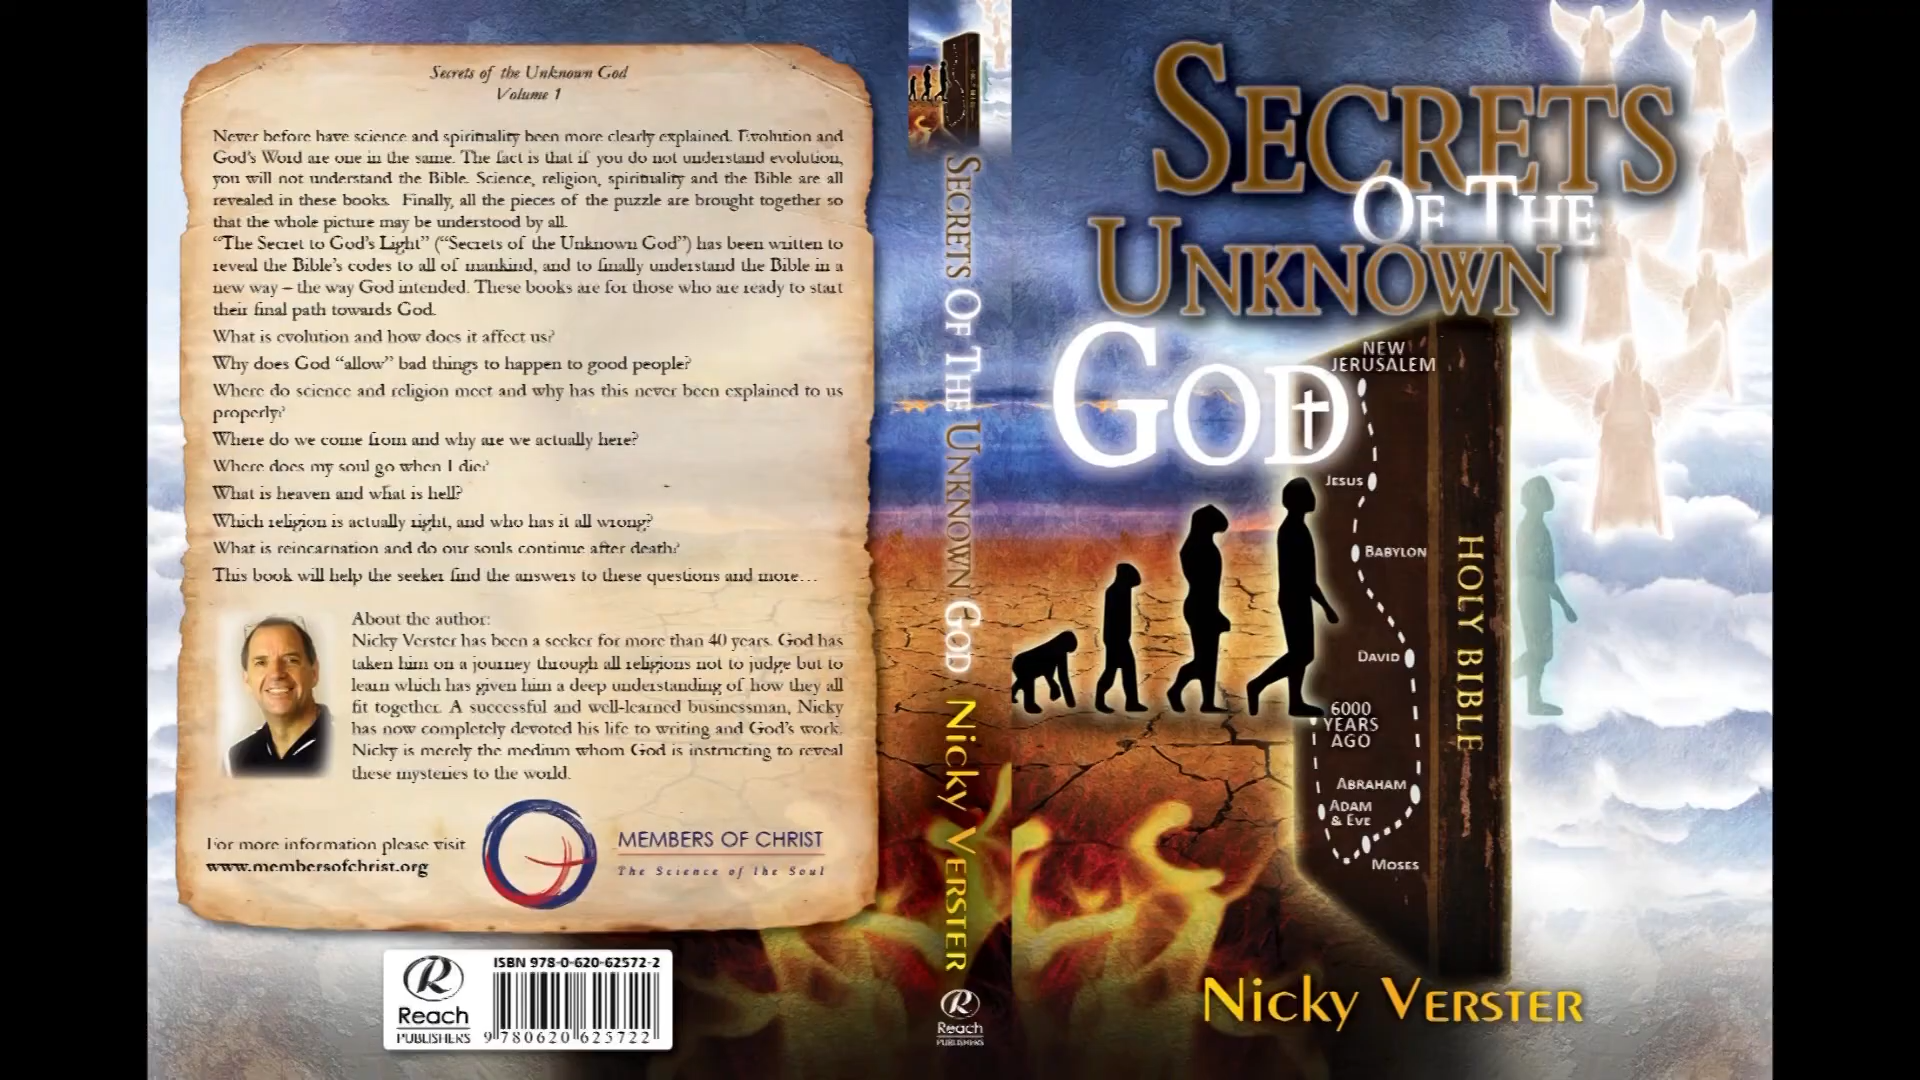 Secrets of the Unknown God
Volume 1
Never before have science and spirituality been more clearly explained. Evolution and
God's Word are one in the same. The fact is that if you do not understand evolution,
you will not understand the Bible. Science, religion, spirituality and the Bible are all
revealed in these books. Finally, all the pieces of the puzzle are brought together so
that the whole picture may be understood by all.
“The Secret to God's Light” (“Secrets of the Unknown God”) has been written to
reveal the Bible's codes to all of mankind, and to finally understand the Bible in a
new way – the way God intended. These books are for those who are ready to start
their final path towards God.
What is evolution and how does it affect us?
Why does God “allow” bad things to happen to good people?
Where do science and religion meet and why has this never been explained to us
properly?
Where do we come from and why are we actually here?
Where does my soul go when I die?
What is heaven and what is hell?
Which religion is actually right, and who has it all wrong?
What is reincarnation and do our souls continue after death?
This book will help the seeker find the answers to these questions and more…
About the author:
Nicky Verster has been a seeker for more than 40 years. God has
taken him on a journey through all religions not to judge but to
learn which has given him a deep understanding of how they all
fit together. A successful and well-learned businessman, Nicky
has now completely devoted his life to writing and God's work.
Nicky is merely the medium whom God is instructing to reveal
these mysteries to the world.
For more information please visit
www.membersofchrist.org
MEMBERS OF CHRIST
The Science of the Soul
ISBN 978-0-620-62572-2
R
Reach
PUBLISHERS
9 780620 625722
SECRETS OF THE UNKNOWN GOD NICKY VERSTER
R
Reach
PUBLISHERS
SECRETS
OF THE
UNKNOWN
GOD
NEW
JERUSALEM
JESUS
BABYLON
DAVID
6000
YEARS
AGO
ABRAHAM
ADAM
& EVE
MOSES
HOLY BIBLE
NICKY VERSTER